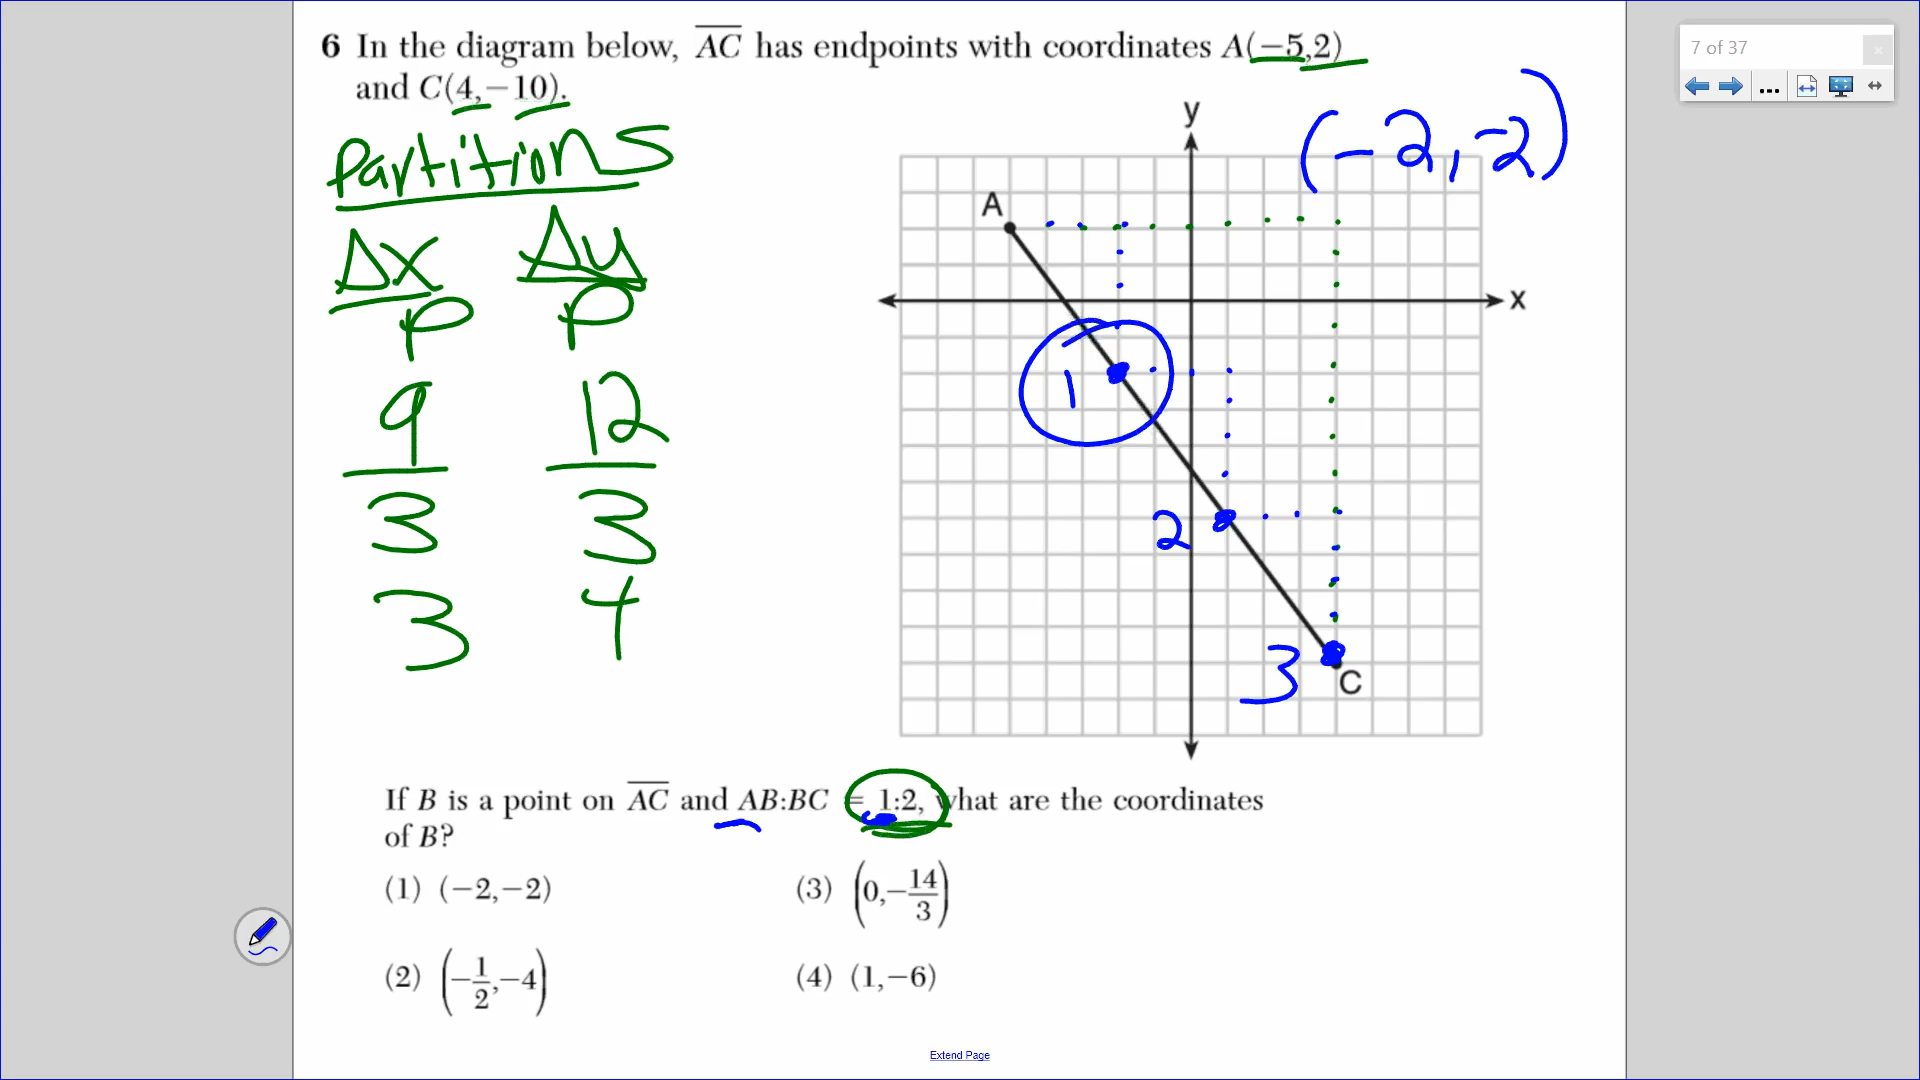 6 In the diagram below, AC has endpoints with coordinates A(−5,2)
and C(4,−10).
7 of 37
Partitions
Δx Δy
P P
9 12
3 3
3 4
(-2,-2)
y
A
x
1
2
3
C
If B is a point on AC and AB:BC = 1:2, what are the coordinates
of B?
(1) (−2,−2) (3) (0,−14/3)
(2) (−1/2,−4) (4) (1,−6)
Extend Page